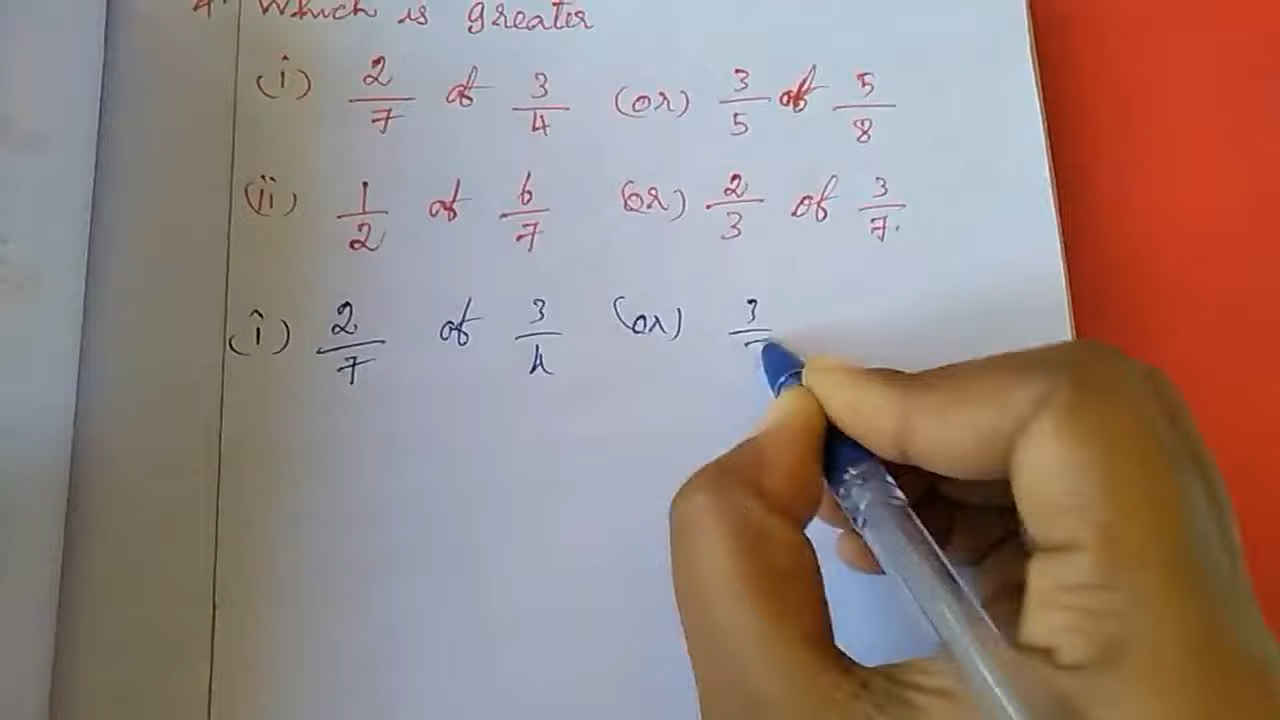 4. Which is greater
(i) 2/7 of 3/4 (or) 3/5 of 5/8
(ii) 1/2 of 6/7 (or) 2/3 of 3/7.
(i) 2/7 of 3/4 (or) 3/